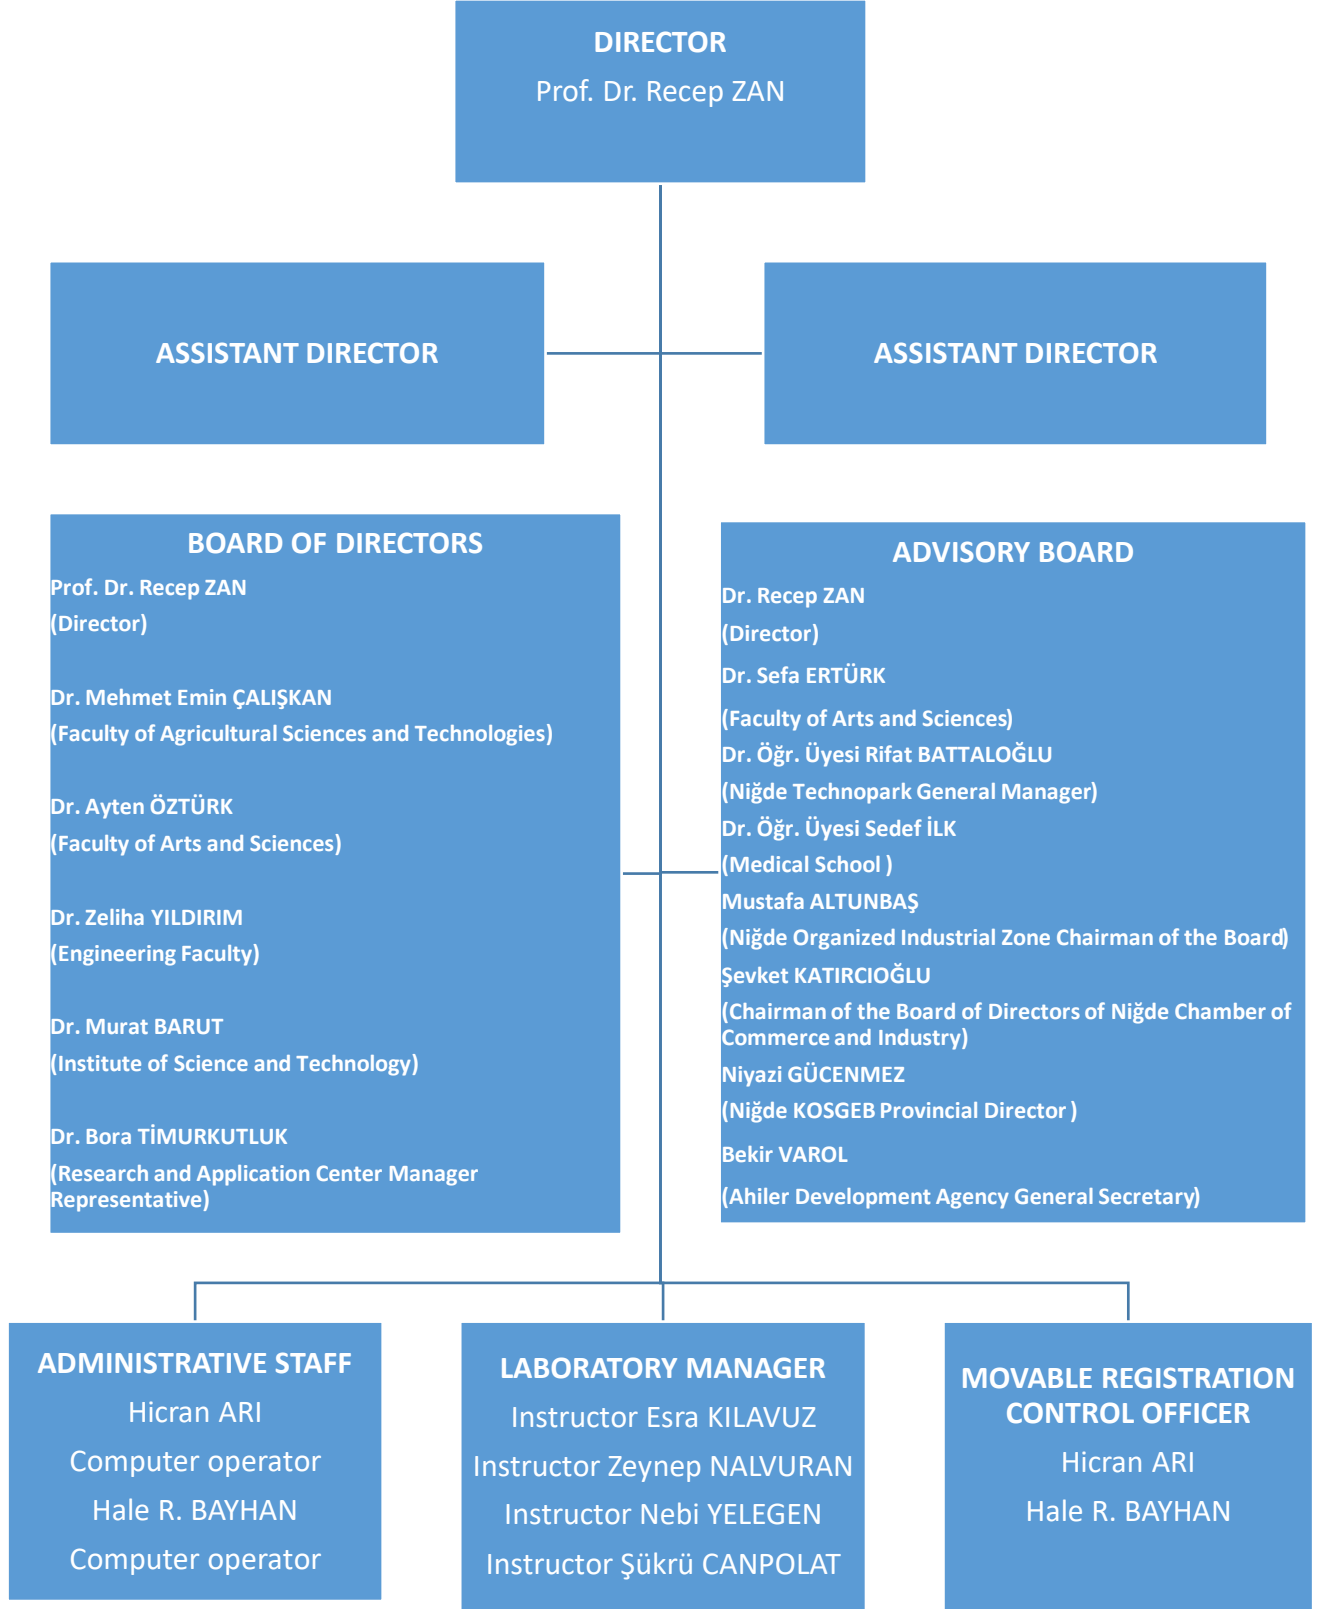 DIRECTOR
Prof. Dr. Recep ZAN
ASSISTANT DIRECTOR
ASSISTANT DIRECTOR
BOARD OF DIRECTORS
Prof. Dr. Recep ZAN
(Director)
Dr. Mehmet Emin ÇALIŞKAN
(Faculty of Agricultural Sciences and Technologies)
Dr. Ayten ÖZTÜRK
(Faculty of Arts and Sciences)
Dr. Zeliha YILDIRIM
(Engineering Faculty)
Dr. Murat BARUT
(Institute of Science and Technology)
Dr. Bora TİMURKUTLUK
(Research and Application Center Manager
Representative)
ADVISORY BOARD
Dr. Recep ZAN
(Director)
Dr. Sefa ERTÜRK
(Faculty of Arts and Sciences)
Dr. Öğr. Üyesi Rifat BATTALOĞLU
(Niğde Technopark General Manager)
Dr. Öğr. Üyesi Sedef İLK
(Medical School )
Mustafa ALTUNBAŞ
(Niğde Organized Industrial Zone Chairman of the Board)
Şevket KATIRCIOĞLU
(Chairman of the Board of Directors of Niğde Chamber of
Commerce and Industry)
Niyazi GÜCENMEZ
(Niğde KOSGEB Provincial Director )
Bekir VAROL
(Ahiler Development Agency General Secretary)
ADMINISTRATIVE STAFF
Hicran ARI
Computer operator
Hale R. BAYHAN
Computer operator
LABORATORY MANAGER
Instructor Esra KILAVUZ
Instructor Zeynep NALVURAN
Instructor Nebi YELEGEN
Instructor Şükrü CANPOLAT
MOVABLE REGISTRATION
CONTROL OFFICER
Hicran ARI
Hale R. BAYHAN